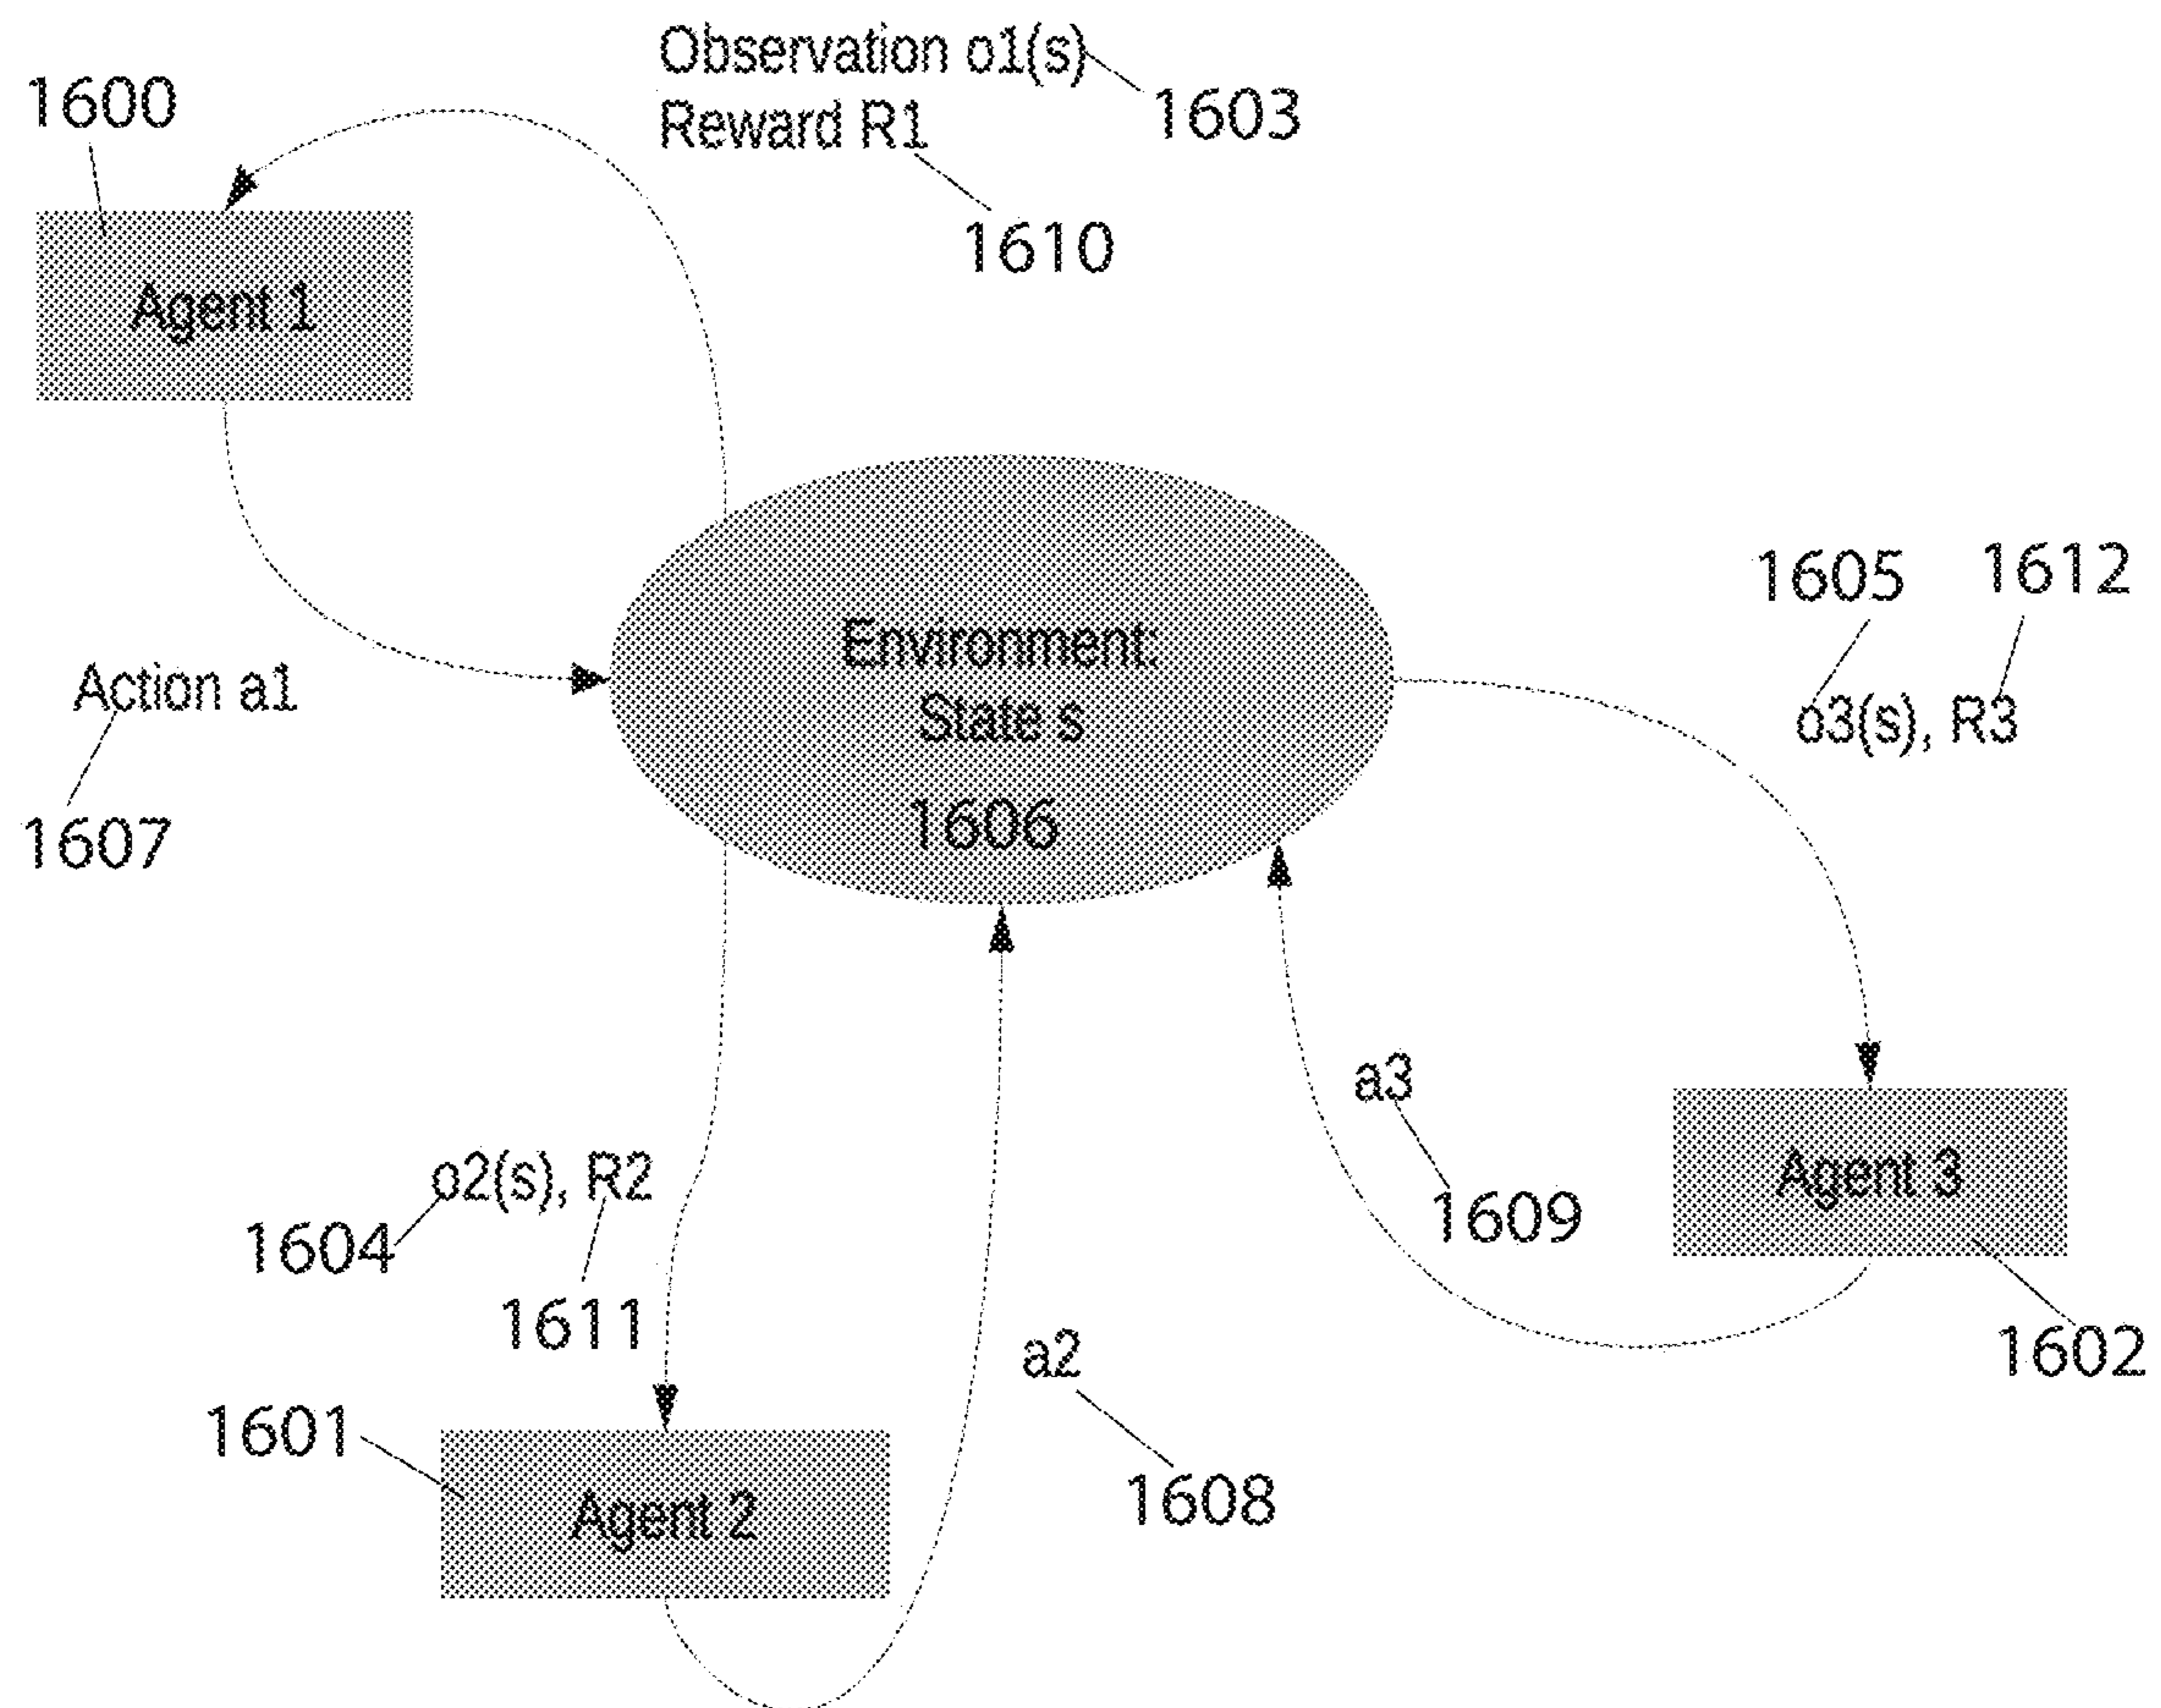 Observation o1(s)
1600
1603
Reward R1
1610
Agent 1
1605
1612
Environment:
State s
1606
Action a1
o3(s), R3
1607
a3
o2(s), R2
Agent 3
1604
1609
1611
a2
1602
1601
1608
Agent 2